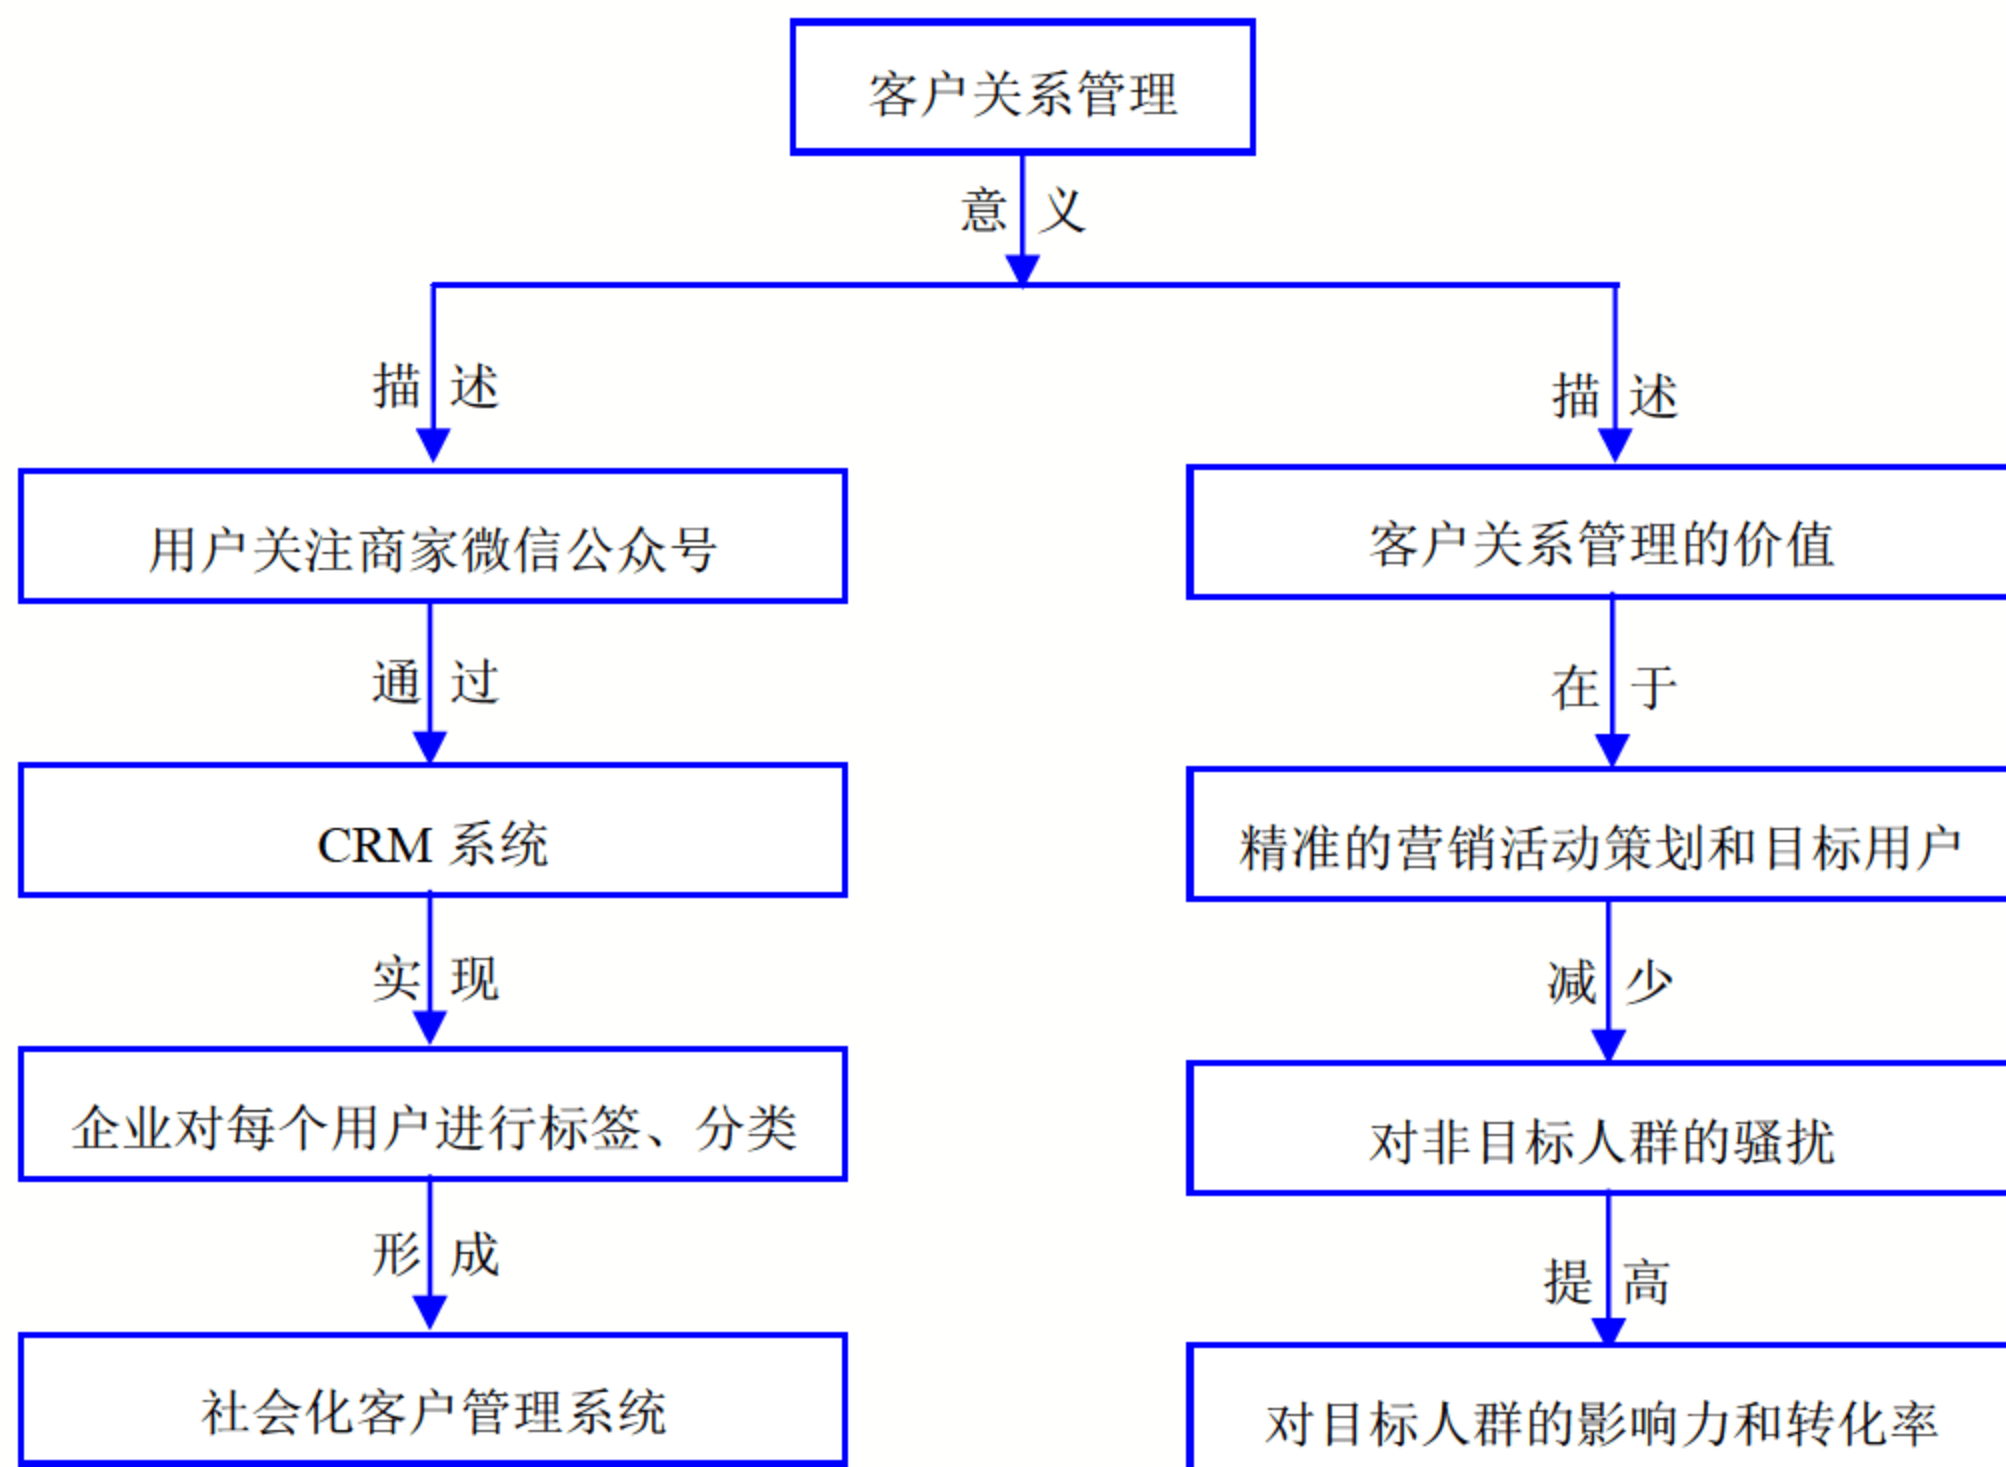 客户关系管理
意义
描述
描述
用户关注商家微信公众号
客户关系管理的价值
通过
在于
CRM 系统
精准的营销活动策划和目标用户
实现
减少
企业对每个用户进行标签、分类
对非目标人群的骚扰
形成
提高
社会化客户管理系统
对目标人群的影响力和转化率